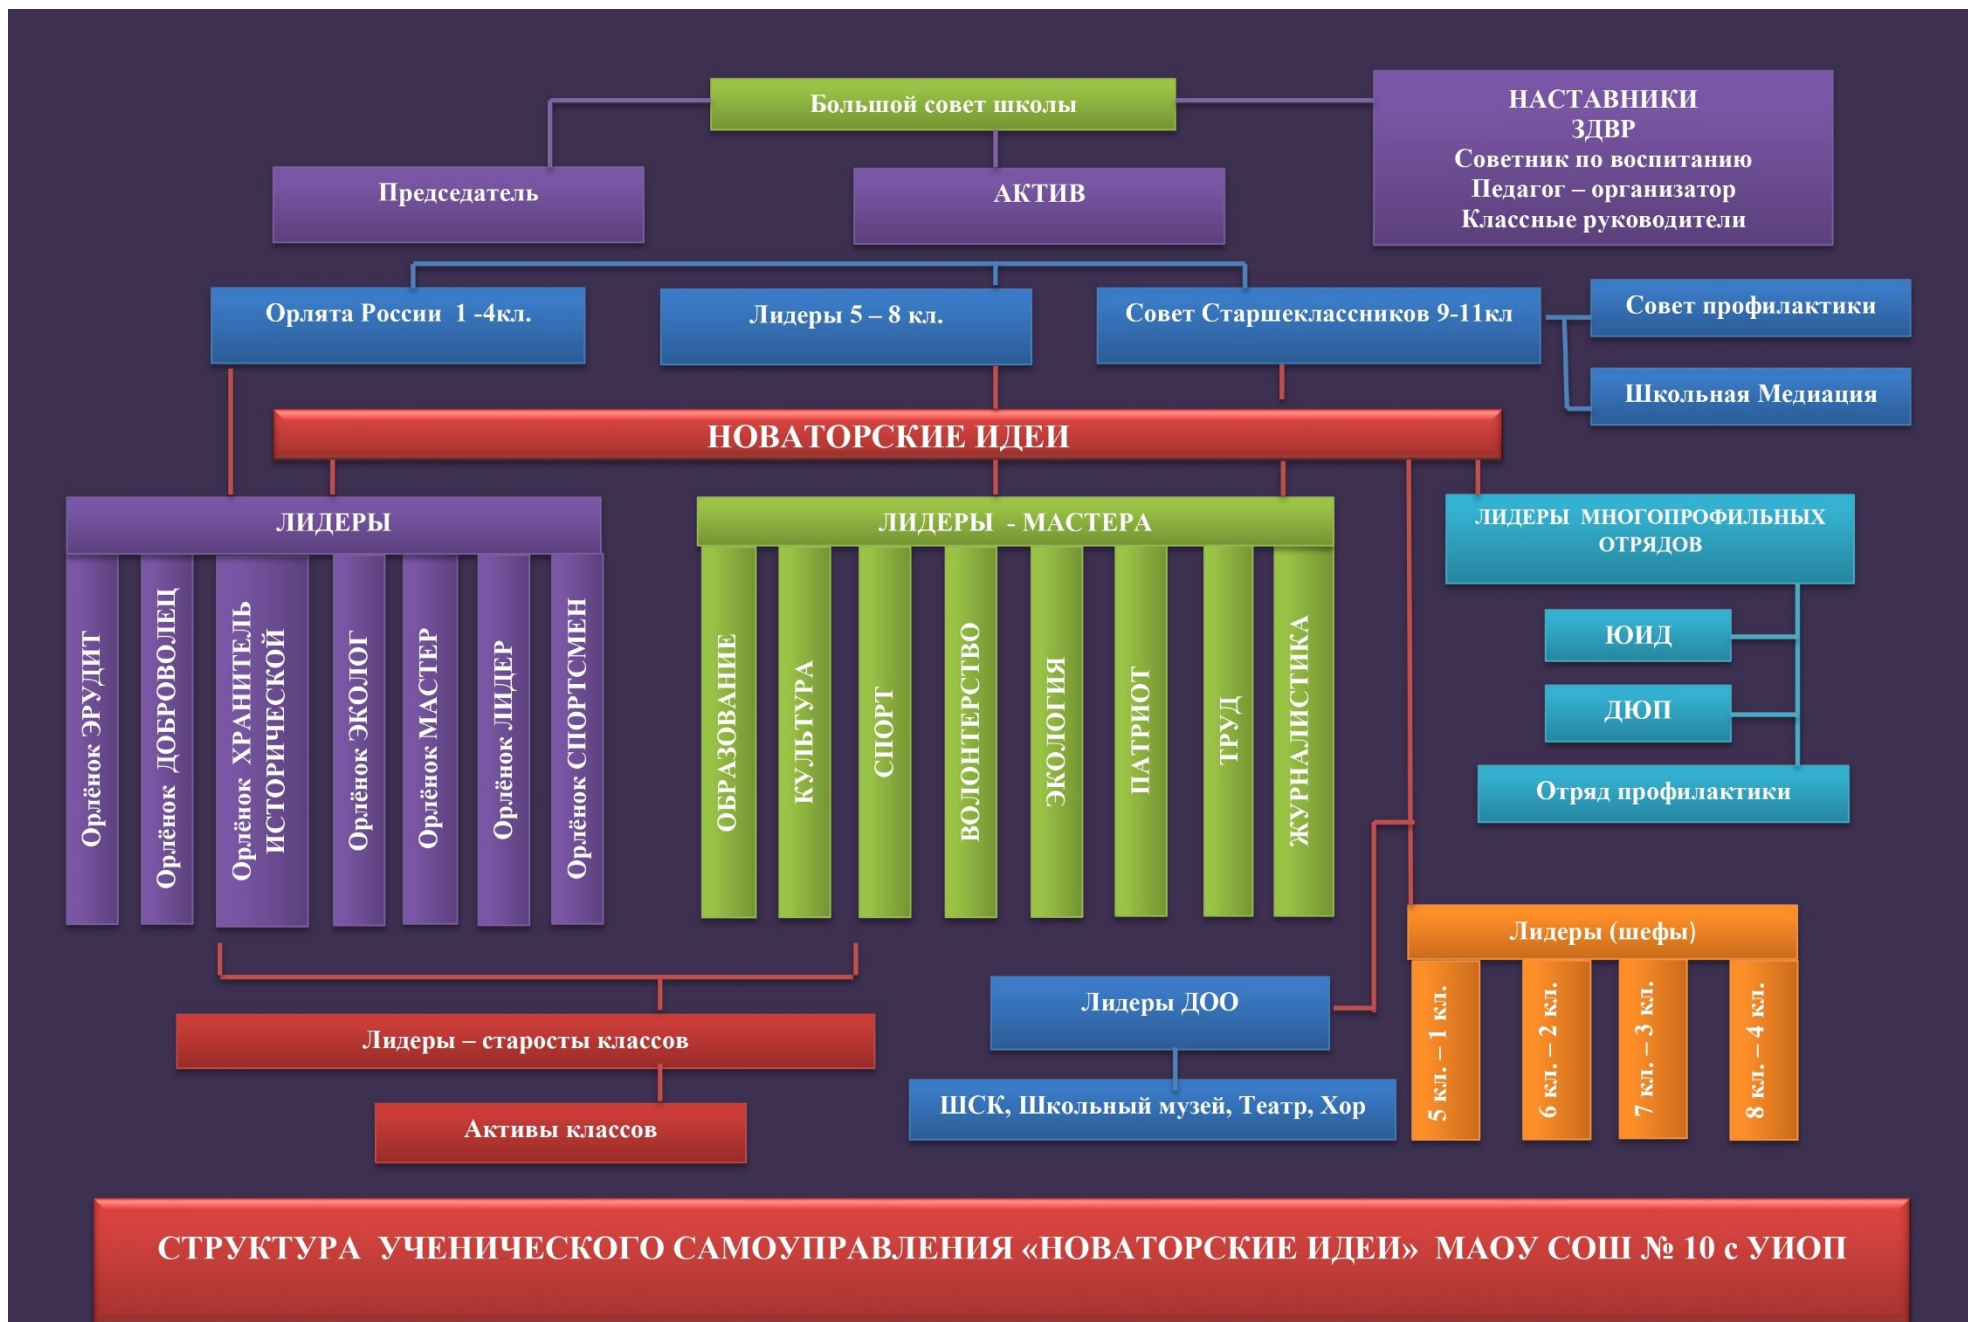 Большой совет школы
НАСТАВНИКИ
ЗДВР
Советник по воспитанию
Педагог – организатор
Классные руководители
Председатель
АКТИВ
Орлята России 1 -4кл.
Лидеры 5 – 8 кл.
Совет Старшеклассников 9-11кл
Совет профилактики
Школьная Медиация
НОВАТОРСКИЕ ИДЕИ
ЛИДЕРЫ
Орлёнок ЭРУДИТ
Орлёнок ДОБРОВОЛЕЦ
Орлёнок ХРАНИТЕЛЬ
ИСТОРИЧЕСКОЙ
Орлёнок ЭКОЛОГ
Орлёнок МАСТЕР
Орлёнок ЛИДЕР
Орлёнок СПОРТСМЕН
ЛИДЕРЫ - МАСТЕРА
ОБРАЗОВАНИЕ
КУЛЬТУРА
СПОРТ
ВОЛОНТЕРСТВО
ЭКОЛОГИЯ
ПАТРИОТ
ТРУД
ЖУРНАЛИСТИКА
ЛИДЕРЫ МНОГОПРОФИЛЬНЫХ
ОТРЯДОВ
ЮИД
ДЮП
Отряд профилактики
Лидеры (шефы)
5 кл. – 1 кл.
6 кл. – 2 кл.
7 кл. – 3 кл.
8 кл. – 4 кл.
Лидеры ДОО
ШСК, Школьный музей, Театр, Хор
Лидеры – старосты классов
Активы классов
СТРУКТУРА УЧЕНИЧЕСКОГО САМОУПРАВЛЕНИЯ «НОВАТОРСКИЕ ИДЕИ» МАОУ СОШ № 10 с УИОП